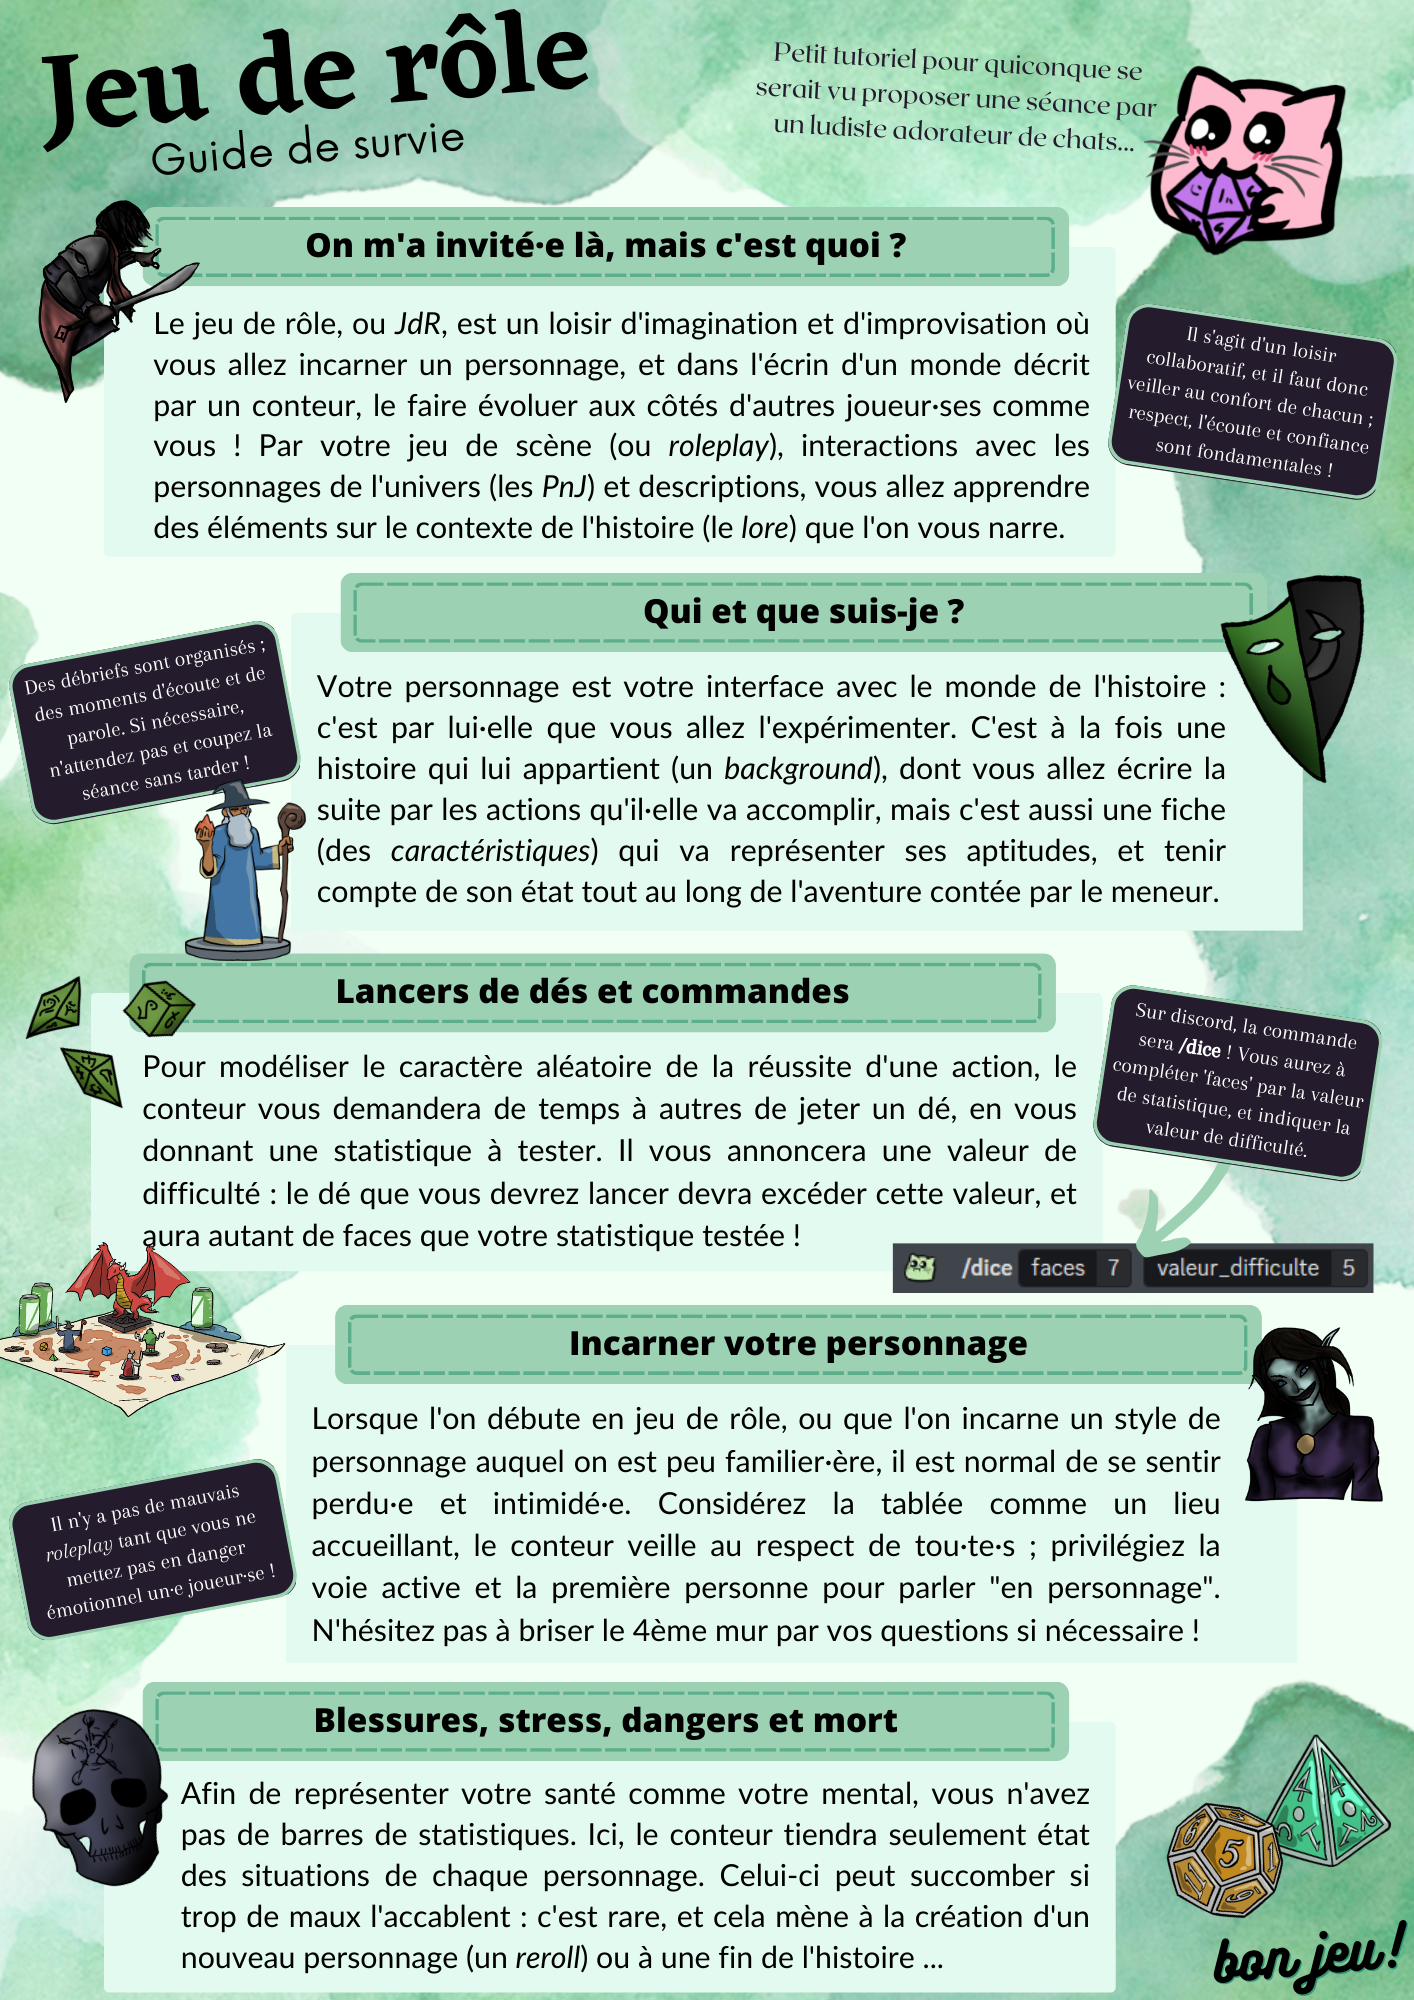 Jeu de rôle
Guide de survie
Petit tutoriel pour quiconque se
serait vu proposer une séance par
un ludiste adorateur de chats...
On m'a invité·e là, mais c'est quoi ?
Le jeu de rôle, ou JdR, est un loisir d'imagination et d'improvisation où
vous allez incarner un personnage, et dans l'écrin d'un monde décrit
par un conteur, le faire évoluer aux côtés d'autres joueur·ses comme
vous ! Par votre jeu de scène (ou roleplay), interactions avec les
personnages de l'univers (les PnJ) et descriptions, vous allez apprendre
des éléments sur le contexte de l'histoire (le lore) que l'on vous narre.
Il s'agit d'un loisir
collaboratif, et il faut donc
veiller au confort de chacun ;
respect, l'écoute et confiance
sont fondamentales !
Qui et que suis-je ?
Des débriefs sont organisés ;
des moments d'écoute et de
parole. Si nécessaire,
n'attendez pas et coupez la
séance sans tarder !
Votre personnage est votre interface avec le monde de l'histoire :
c'est par lui·elle que vous allez l'expérimenter. C'est à la fois une
histoire qui lui appartient (un background), dont vous allez écrire la
suite par les actions qu'il·elle va accomplir, mais c'est aussi une fiche
(des caractéristiques) qui va représenter ses aptitudes, et tenir
compte de son état tout au long de l'aventure contée par le meneur.
Lancers de dés et commandes
Pour modéliser le caractère aléatoire de la réussite d'une action, le
conteur vous demandera de temps à autres de jeter un dé, en vous
donnant une statistique à tester. Il vous annoncera une valeur de
difficulté : le dé que vous devrez lancer devra excéder cette valeur, et
aura autant de faces que votre statistique testée !
Sur discord, la commande
sera /dice ! Vous aurez à
compléter 'faces' par la valeur
de statistique, et indiquer la
valeur de difficulté.
/dice faces 7 valeur_difficulte 5
Incarner votre personnage
Lorsque l'on débute en jeu de rôle, ou que l'on incarne un style de
personnage auquel on est peu familier·ère, il est normal de se sentir
perdu·e et intimidé·e. Considérez la tablée comme un lieu
accueillant, le conteur veille au respect de tou·te·s ; privilégiez la
voie active et la première personne pour parler "en personnage".
N'hésitez pas à briser le 4ème mur par vos questions si nécessaire !
Il n'y a pas de mauvais
roleplay tant que vous ne
mettez pas en danger
émotionnel un·e joueur·se !
Blessures, stress, dangers et mort
Afin de représenter votre santé comme votre mental, vous n'avez
pas de barres de statistiques. Ici, le conteur tiendra seulement état
des situations de chaque personnage. Celui-ci peut succomber si
trop de maux l'accablent : c'est rare, et cela mène à la création d'un
nouveau personnage (un reroll) ou à une fin de l'histoire ...
5
bon jeu !